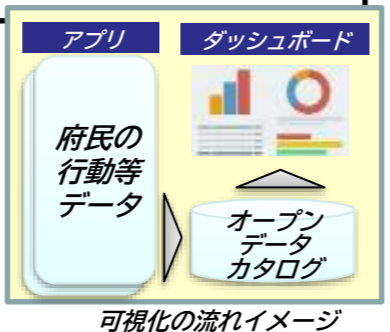 アプリ
府民の
行動等
データ
ダッシュボード
オープン
データ
カタログ
可視化の流れイメージ